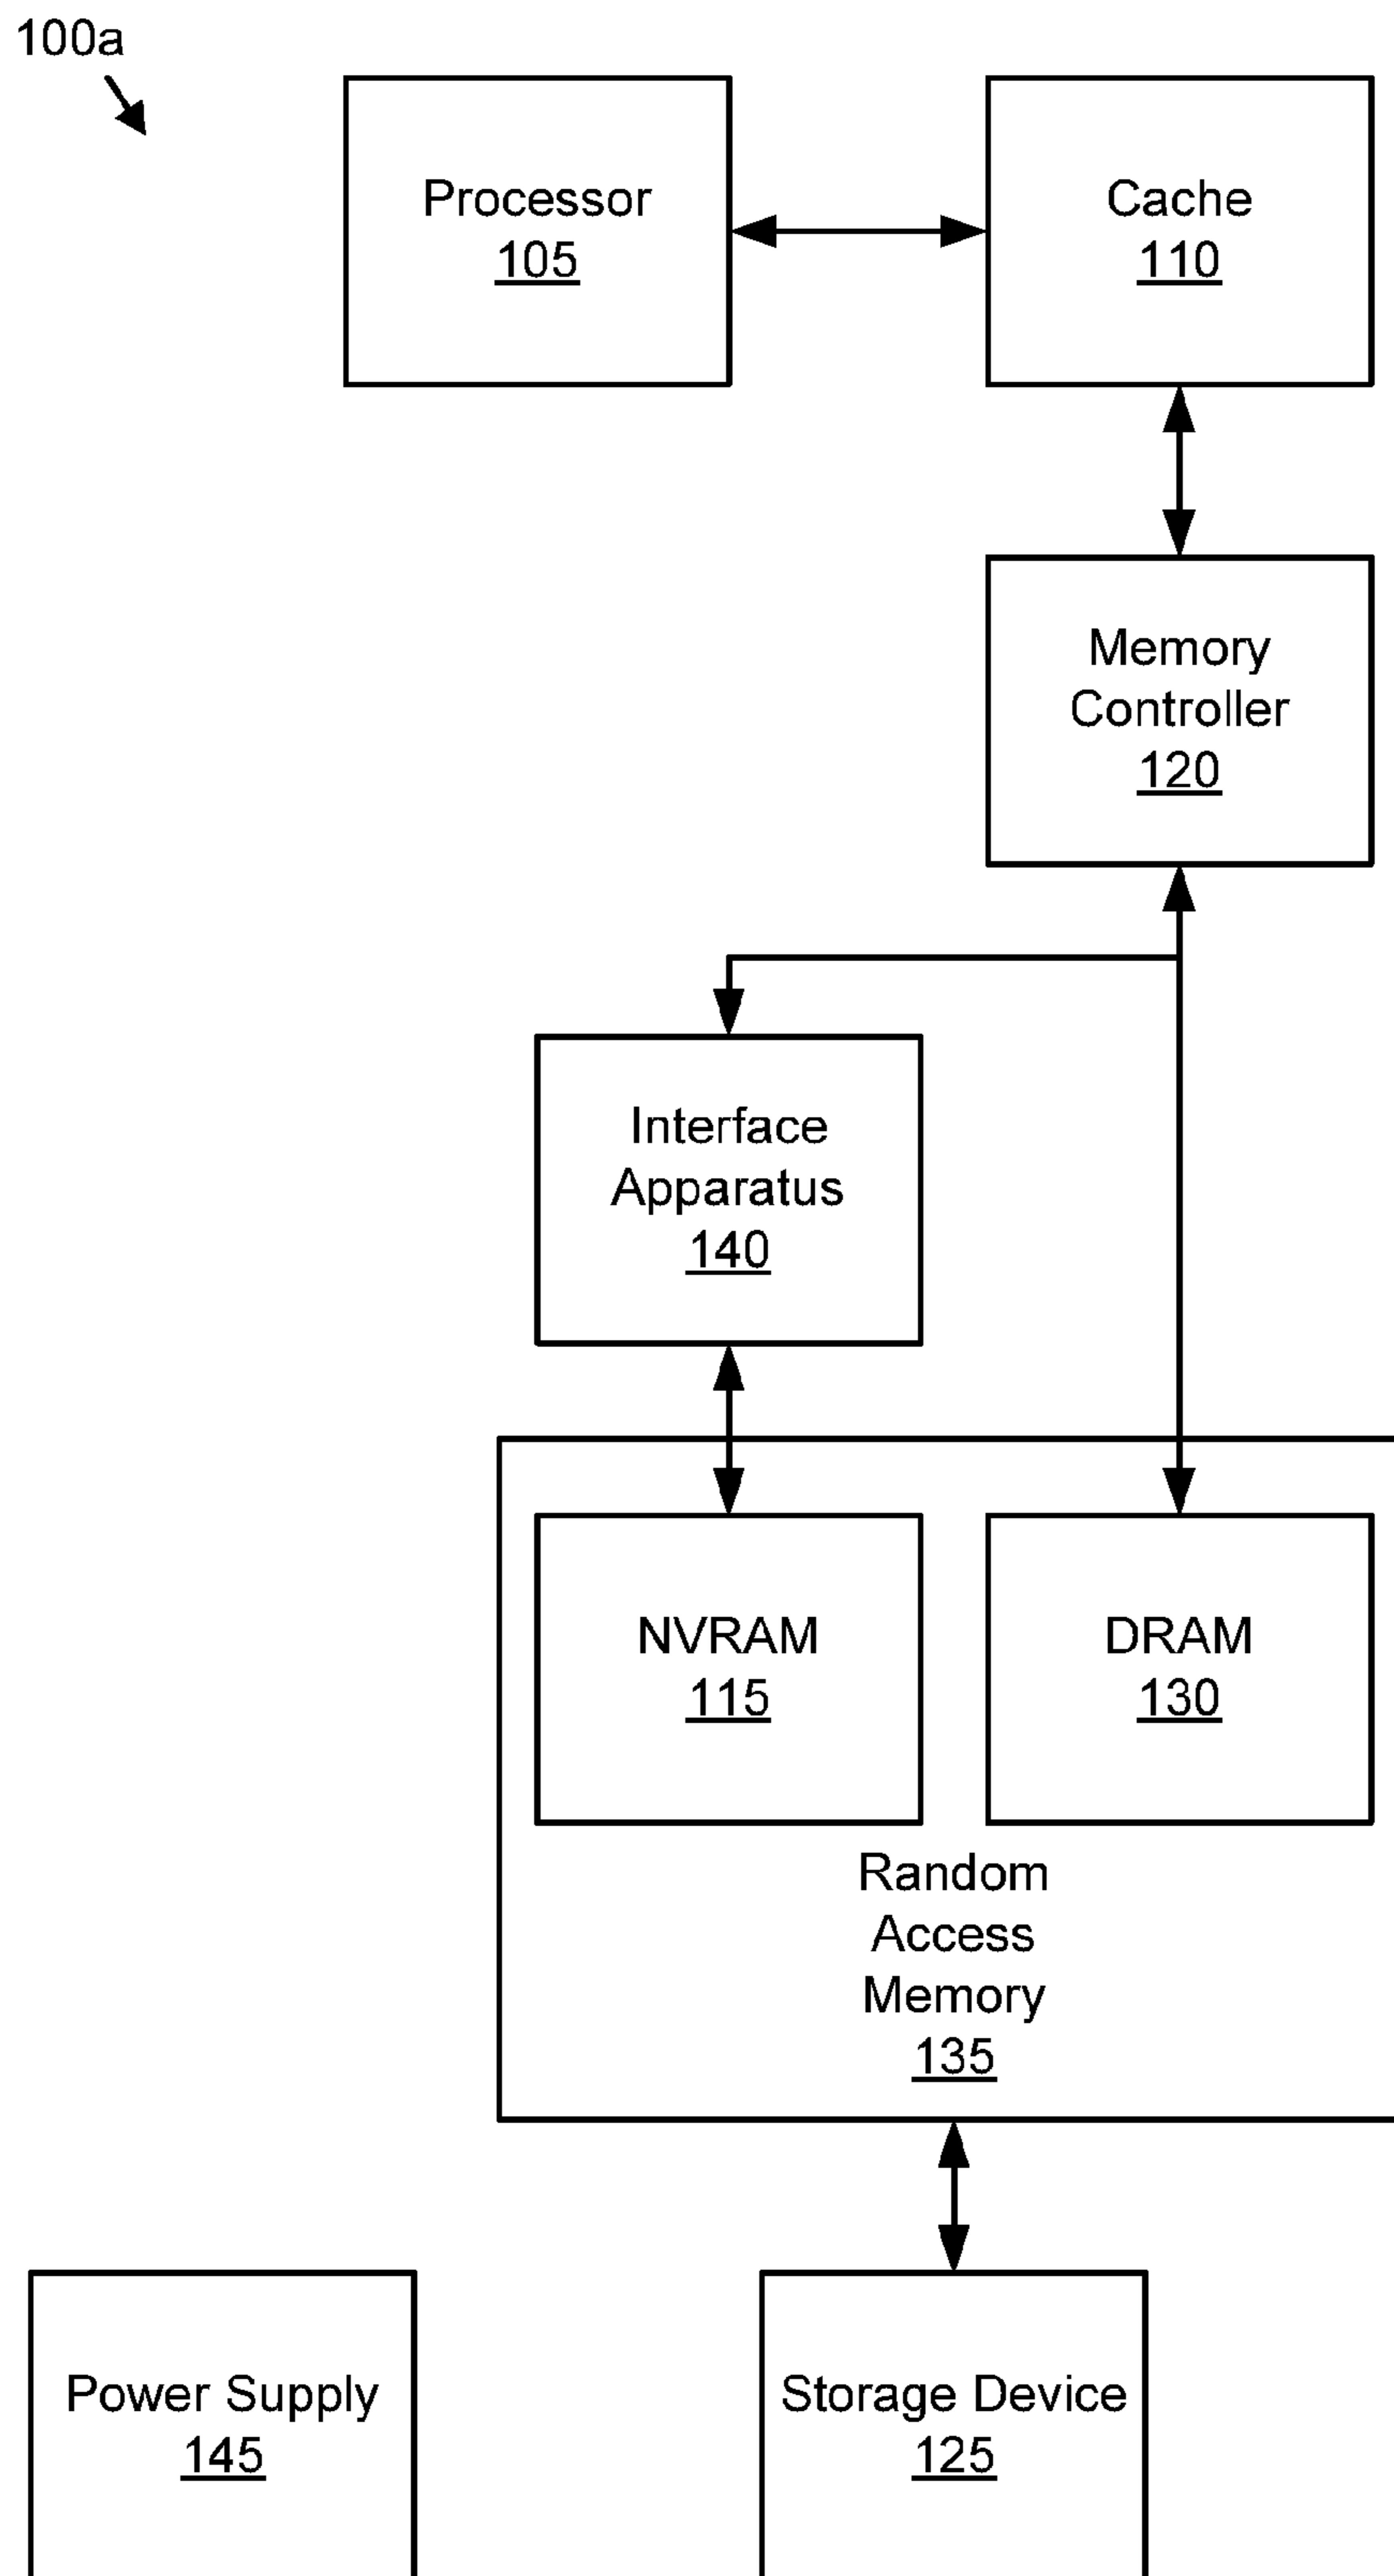 100a
Processor
105
Cache
110
Memory
Controller
120
Interface
Apparatus
140
NVRAM
115
DRAM
130
Random
Access
Memory
135
Power Supply
145
Storage Device
125